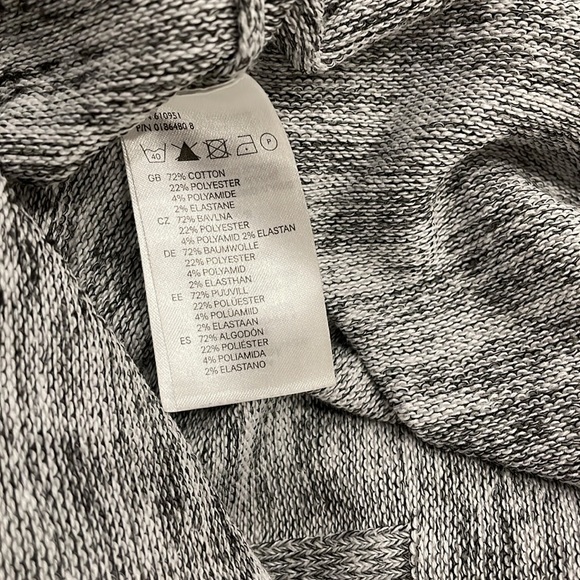 610951
P/N 0186480 8
40 P
GB 72% COTTON
22% POLYESTER
4% POLYAMIDE
2% ELASTANE
CZ 72% BAVLNA
22% POLYESTER
4% POLYAMID 2% ELASTAN
DE 72% BAUMWOLLE
22% POLYESTER
4% POLYAMID
2% ELASTHAN
EE 72% PUUVILL
22% POLÜESTER
4% POLÜAMIID
2% ELASTAAN
ES 72% ALGODÓN
22% POLIÉSTER
4% POLIAMIDA
2% ELASTANO